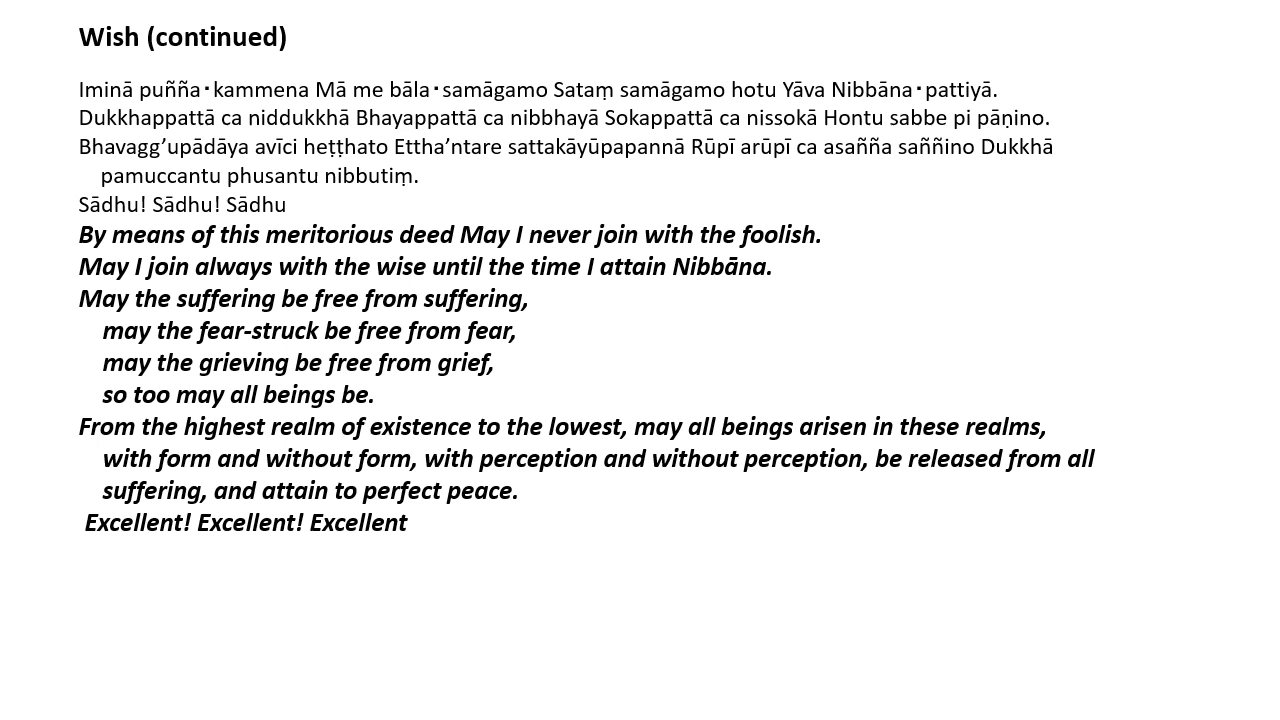 Wish (continued)
Iminā puñña·kammena Mā me bāla·samāgamo Sataṃ samāgamo hotu Yāva Nibbāna·pattiyā.
Dukkhappattā ca niddukkhā Bhayappattā ca nibbhayā Sokappattā ca nissokā Hontu sabbe pi pāṇino.
Bhavagg’upādāya avīci heṭṭhato Ettha’ntare sattakāyūpapannā Rūpī arūpī ca asañña saññino Dukkhā
pamuccantu phusantu nibbutiṃ.
Sādhu! Sādhu! Sādhu
By means of this meritorious deed May I never join with the foolish.
May I join always with the wise until the time I attain Nibbāna.
May the suffering be free from suffering,
may the fear-struck be free from fear,
may the grieving be free from grief,
so too may all beings be.
From the highest realm of existence to the lowest, may all beings arisen in these realms,
with form and without form, with perception and without perception, be released from all
suffering, and attain to perfect peace.
Excellent! Excellent! Excellent